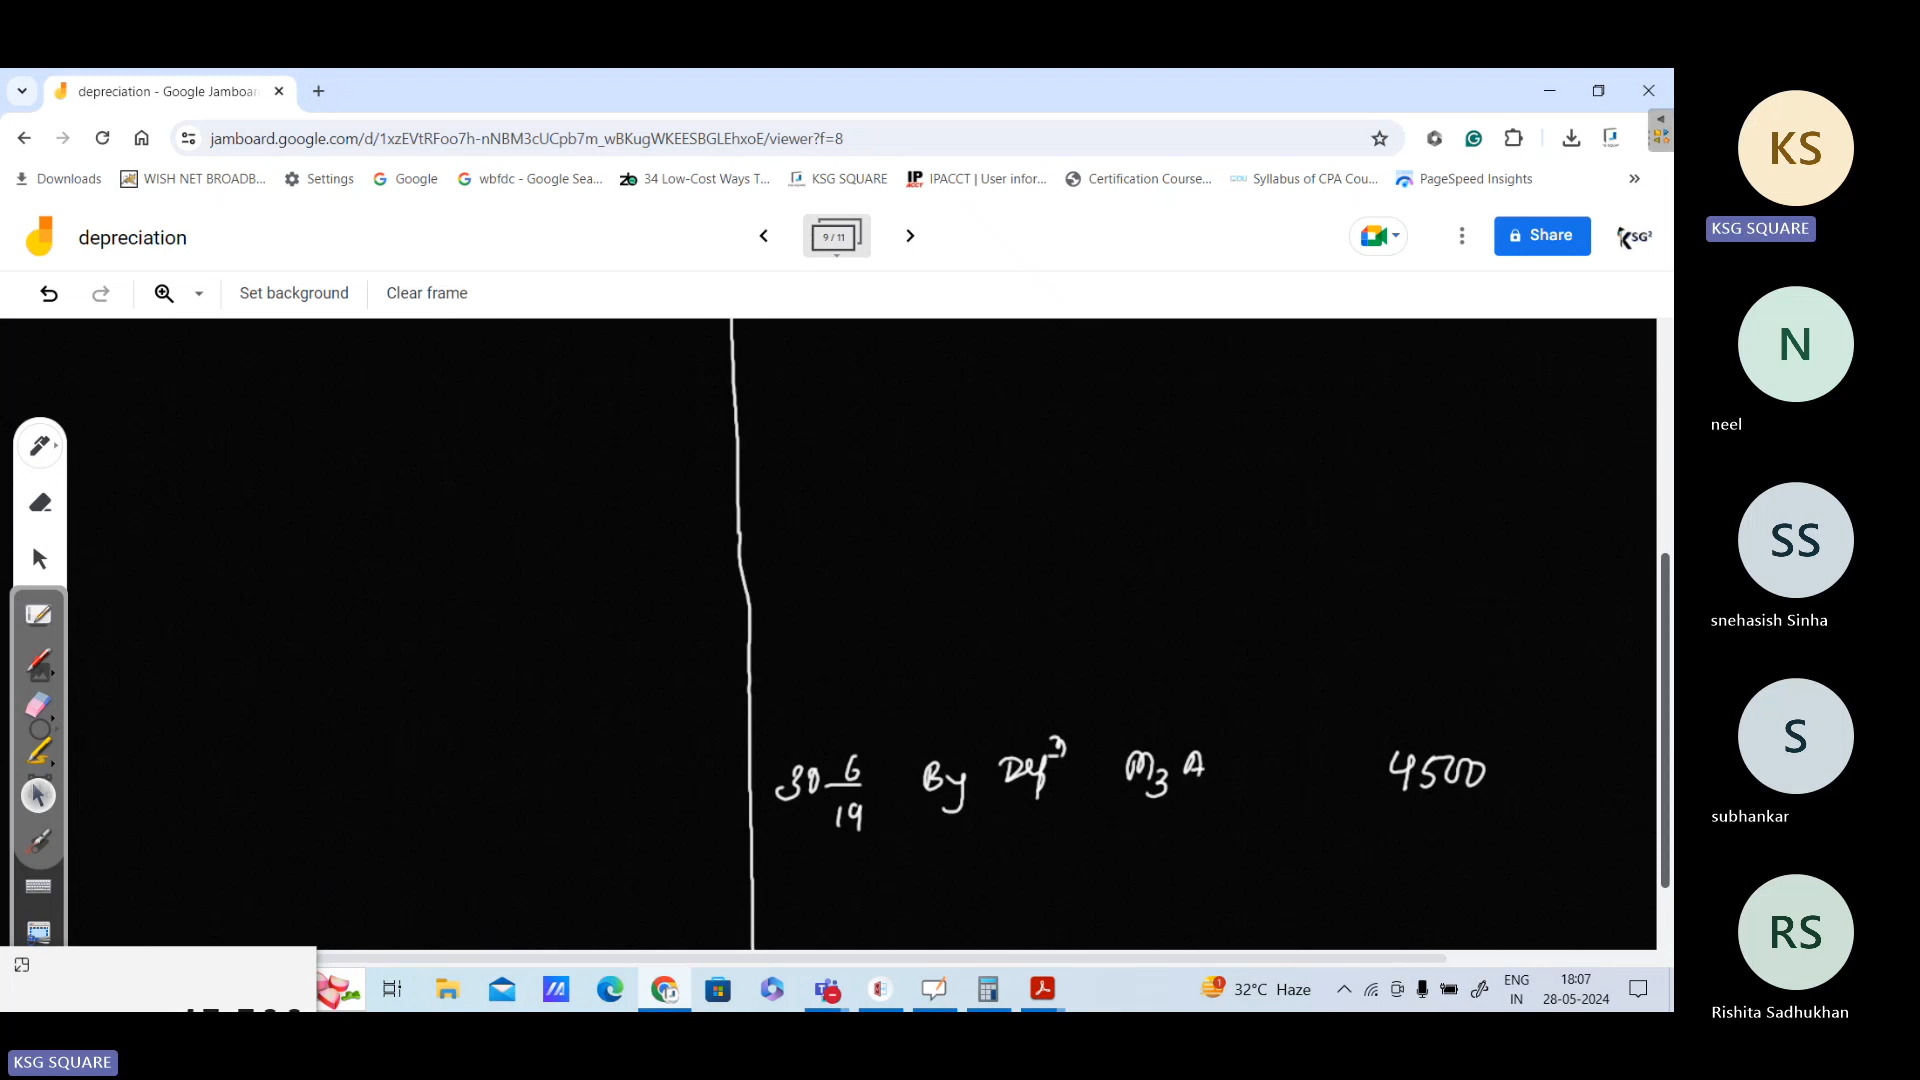 depreciation - Google Jamboar
jamboard.google.com/d/1xzEVtRFoo7h-nNBM3cUCpb7m_wBKugWKEESBGLEhxoE/viewer?f=8
Downloads WISH NET BROADB... Settings Google wbfdc - Google Sea... 34 Low-Cost Ways T... KSG SQUARE IPACCT | User infor... Certification Course... Syllabus of CPA Cou... PageSpeed Insights »
depreciation 9 / 11 Share KSG²
Set background Clear frame
30 6/19 By Depn M3 A 4500
32°C Haze ENG IN 18:07 28-05-2024
KSG SQUARE
KS
KSG SQUARE
N
neel
SS
snehasish Sinha
S
subhankar
RS
Rishita Sadhukhan